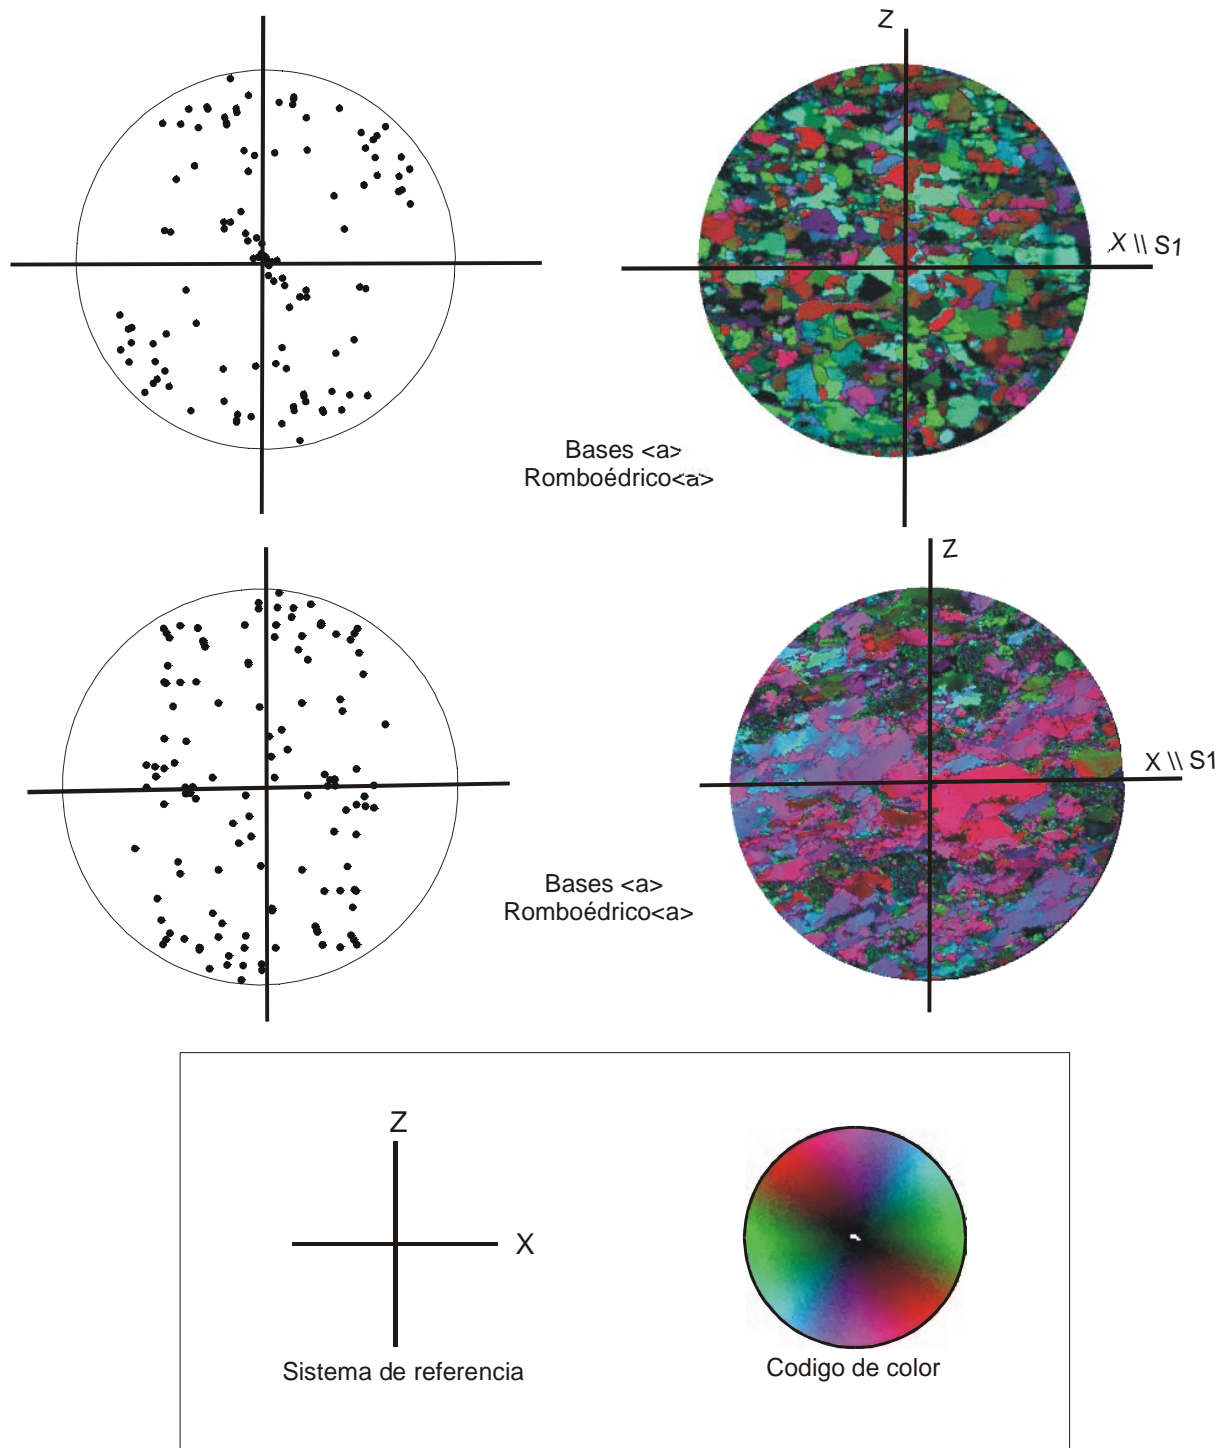 Z
X \\ S1
Bases <a>
Romboédrico<a>
Z
X \\ S1
Bases <a>
Romboédrico<a>
Z
X
Sistema de referencia
Codigo de color